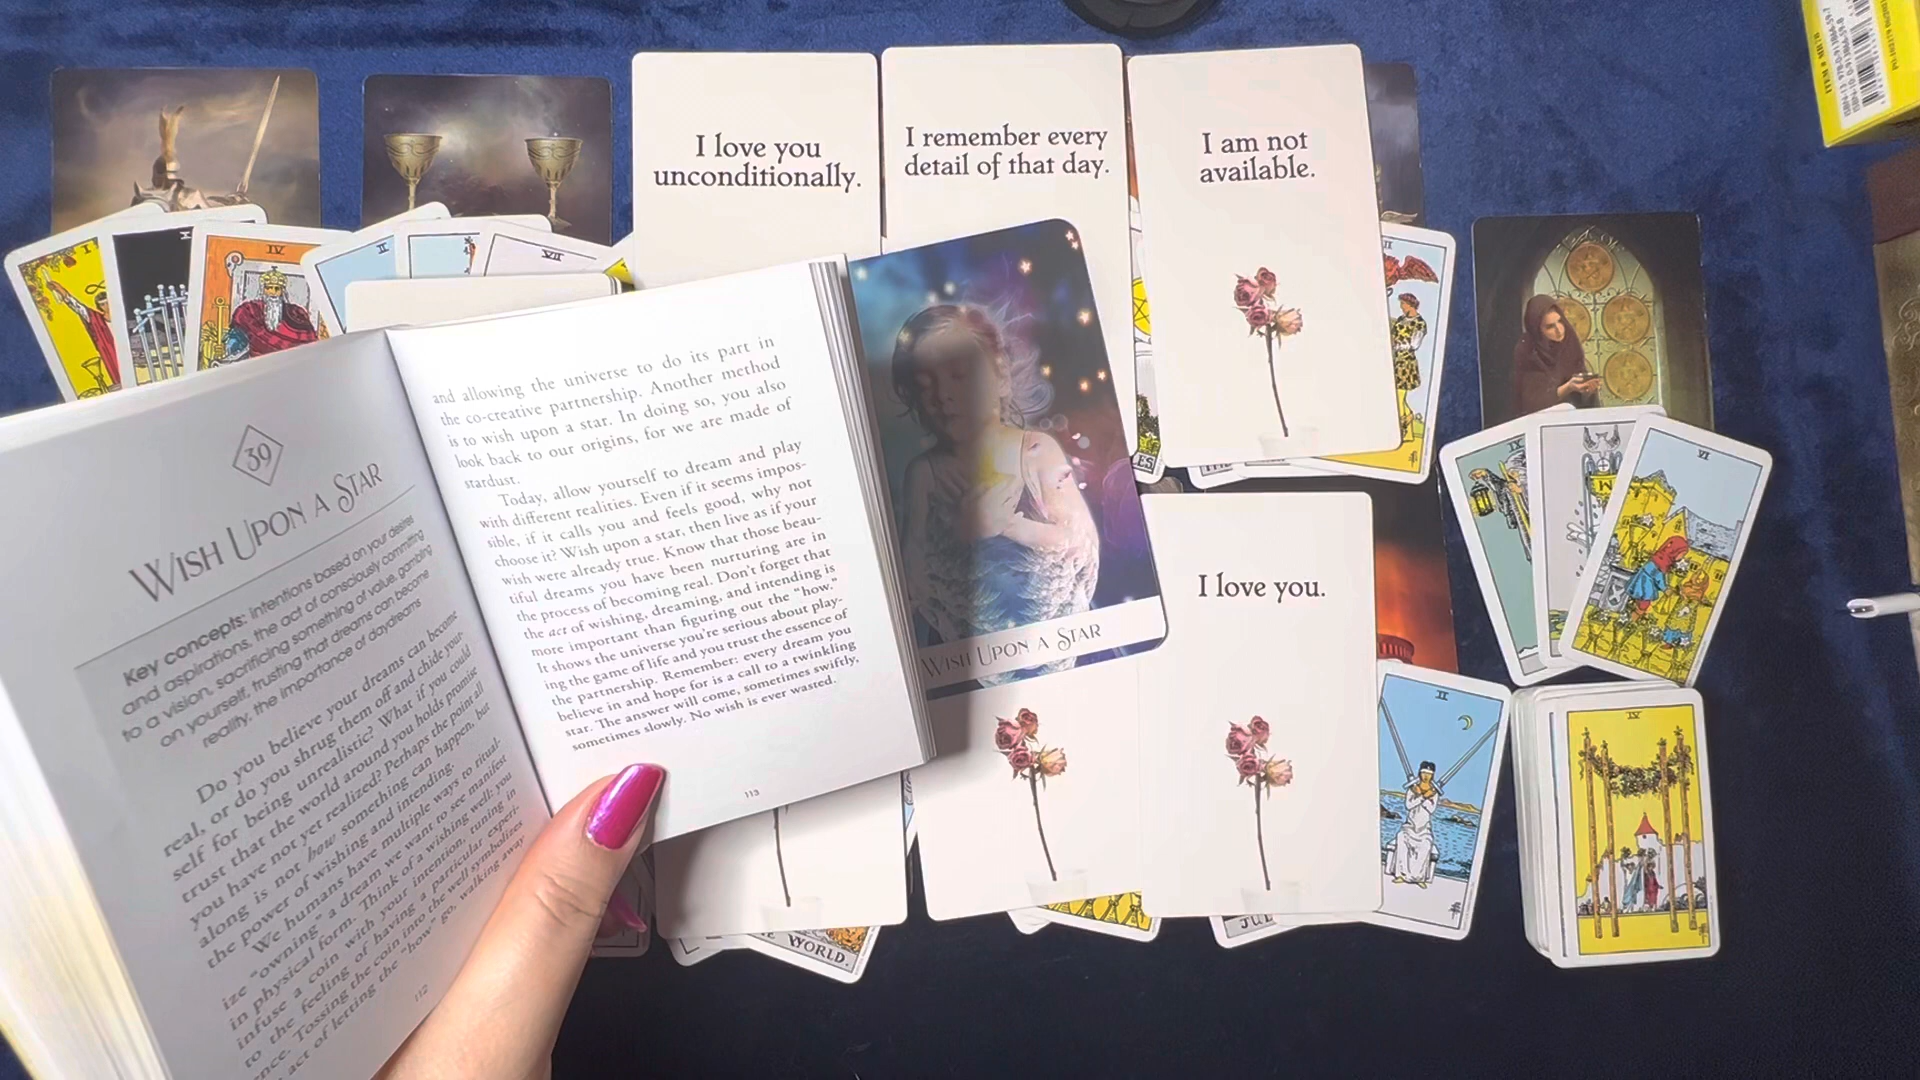 I love you
unconditionally.
I remember every
detail of that day.
I am not
available.
I love you.
39
WISH UPON A STAR
Key concepts: intentions based on your desires
and aspirations, the act of consciously committing
to a vision, sacrificing something of value, gambling
on yourself, trusting that dreams can become
reality, the importance of daydreams
Do you believe your dreams can become
real, or do you shrug them off and chide your-
self for being unrealistic? What if you could
trust that the world around you holds promise
you have not yet realized? Perhaps the point all
along is not how something can happen, but
the power of wishing and intending.
We humans have multiple ways to ritual-
ize "owning" a dream we want to see manifest
in physical form. Think of a wishing well: you
infuse a coin with your intention, tuning in
to the feeling of having a particular experi-
ence. Tossing the coin into the well symbolizes
act of letting the "how" go, walking away
112
and allowing the universe to do its part in
the co-creative partnership. Another method
is to wish upon a star. In doing so, you also
look back to our origins, for we are made of
stardust.
Today, allow yourself to dream and play
with different realities. Even if it seems impos-
sible, if it calls you and feels good, why not
choose it? Wish upon a star, then live as if your
wish were already true. Know that those beau-
tiful dreams you have been nurturing are in
the process of becoming real. Don't forget that
the act of wishing, dreaming, and intending is
more important than figuring out the "how."
It shows the universe you're serious about play-
ing the game of life and you trust the essence of
the partnership. Remember: every dream you
believe in and hope for is a call to a twinkling
star. The answer will come, sometimes swiftly,
sometimes slowly. No wish is ever wasted.
113
WISH UPON A STAR
I
X
IV
II
VII
II
IX
VI
II
IV
WORLD.